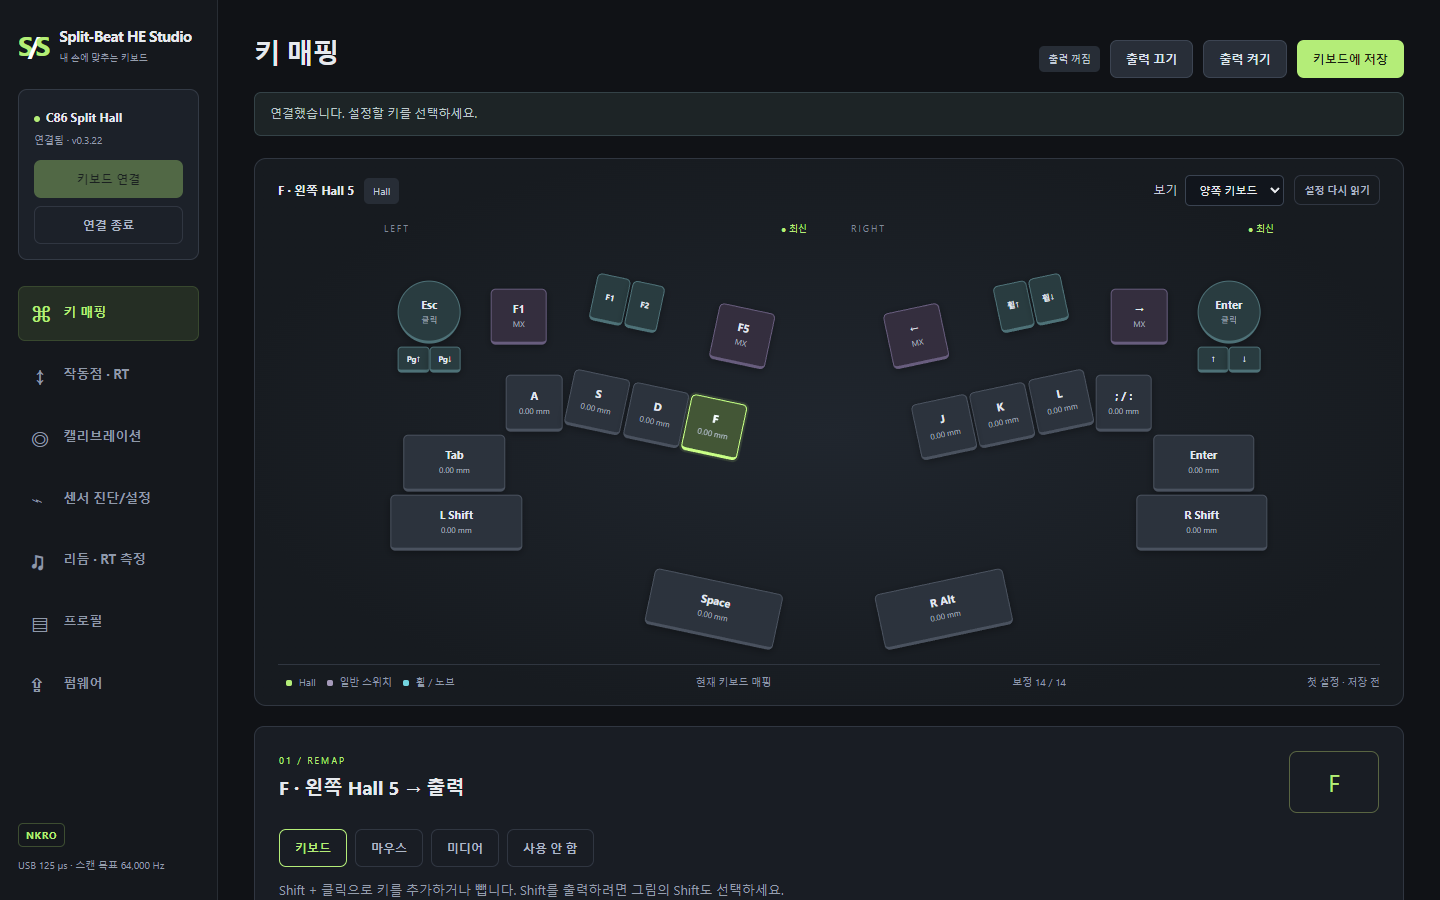 S/S Split-Beat HE Studio
내 손에 맞추는 키보드
C86 Split Hall
연결됨 · v0.3.22
키보드 연결
연결 종료
키 매핑
작동점 · RT
캘리브레이션
센서 진단/설정
리듬 · RT 측정
프로필
펌웨어
NKRO
USB 125 µs · 스캔 목표 64,000 Hz
키 매핑
출력 꺼짐
출력 끄기
출력 켜기
키보드에 저장
연결했습니다. 설정할 키를 선택하세요.
F · 왼쪽 Hall 5
Hall
보기
양쪽 키보드
설정 다시 읽기
LEFT
최신
RIGHT
최신
Esc
클릭
Pg↑
Pg↓
F1
MX
F1
F2
F5
MX
A
0.00 mm
S
0.00 mm
D
0.00 mm
F
0.00 mm
Tab
0.00 mm
L Shift
0.00 mm
Space
0.00 mm
←
MX
휠↑
휠↓
→
MX
Enter
클릭
↑
↓
J
0.00 mm
K
0.00 mm
L
0.00 mm
;/:
0.00 mm
Enter
0.00 mm
R Shift
0.00 mm
R Alt
0.00 mm
Hall
일반 스위치
휠 / 노브
현재 키보드 매핑
보정 14 / 14
첫 설정 · 저장 전
01 / REMAP
F · 왼쪽 Hall 5 → 출력
F
키보드
마우스
미디어
사용 안 함
Shift + 클릭으로 키를 추가하거나 뺍니다. Shift를 출력하려면 그림의 Shift도 선택하세요.